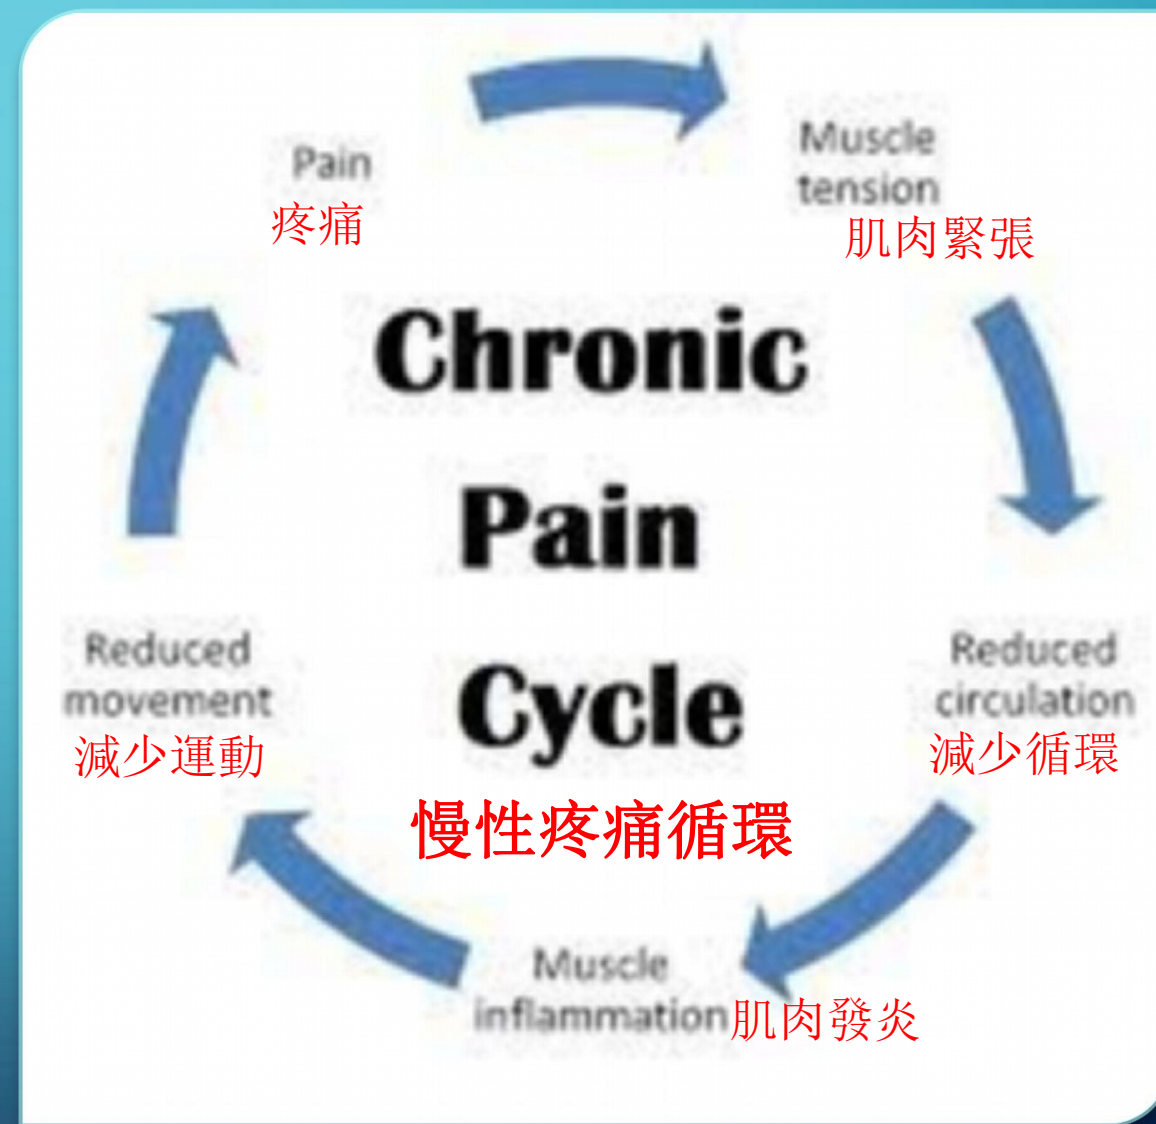 Pain
疼痛
Muscle
tension
肌肉緊張
Chronic
Pain
Cycle
慢性疼痛循環
Reduced
movement
減少運動
Reduced
circulation
減少循環
Muscle
inflammation肌肉發炎